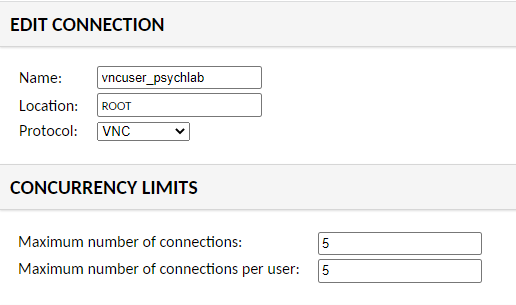 EDIT CONNECTION
Name: vncuser_psychlab
Location: ROOT
Protocol: VNC
CONCURRENCY LIMITS
Maximum number of connections: 5
Maximum number of connections per user: 5